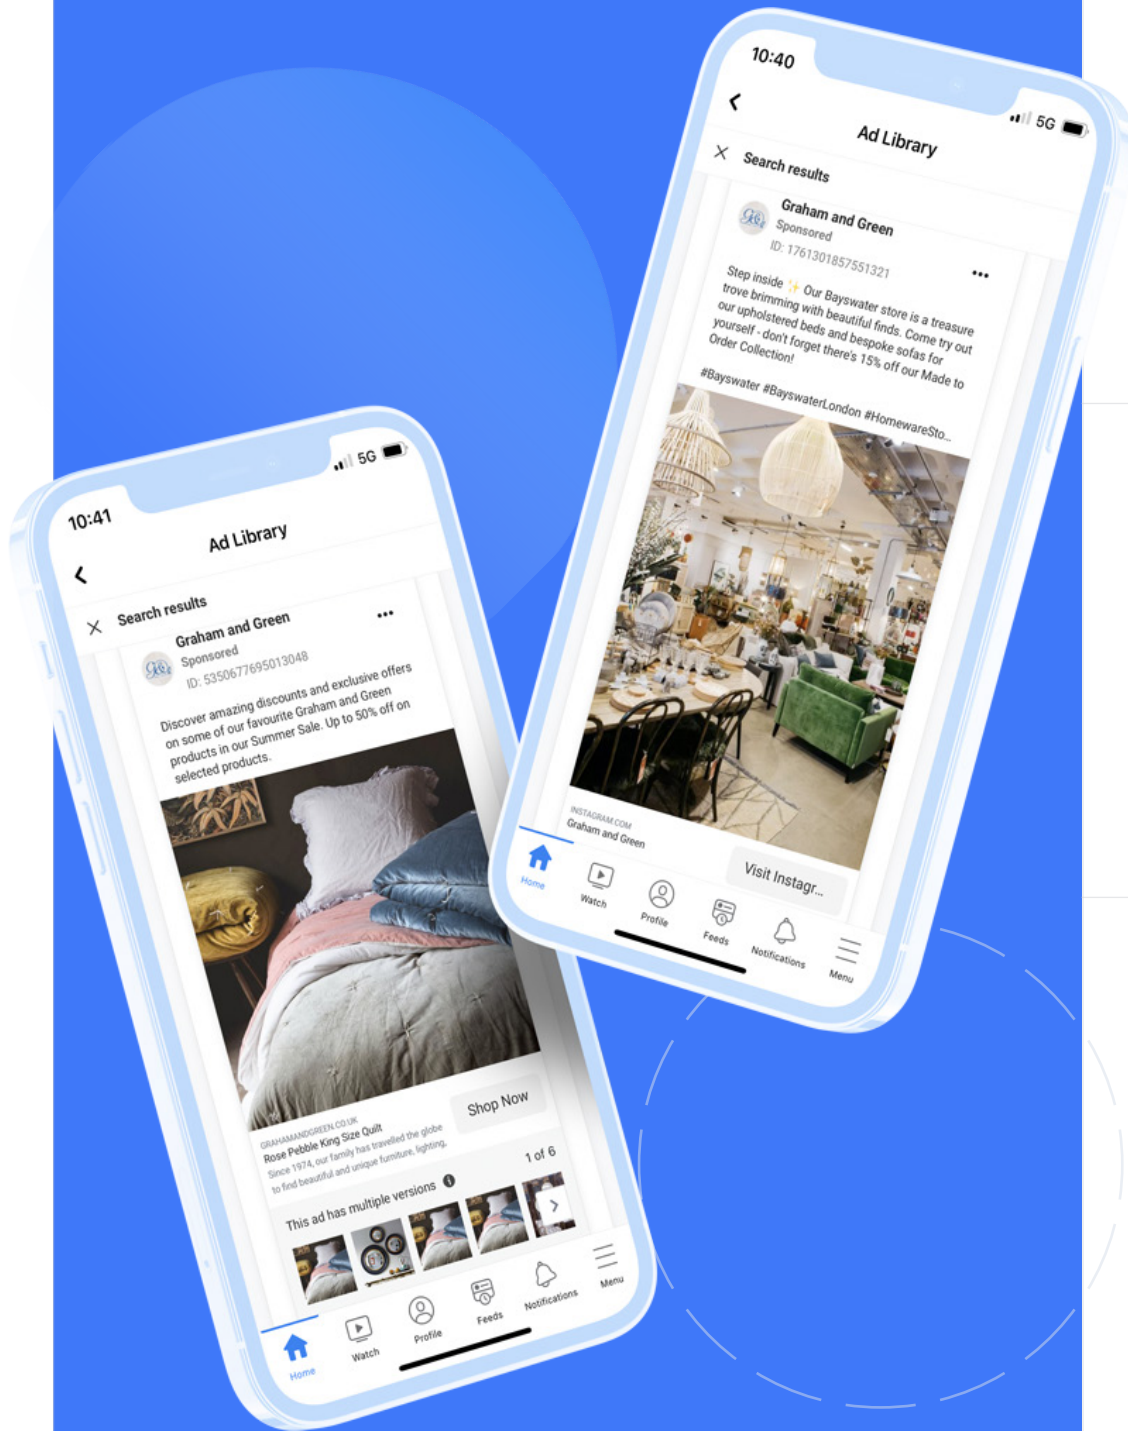 10:40
5G
Ad Library
Search results
Graham and Green
Sponsored
ID: 1761301857551321
Step inside ✨ Our Bayswater store is a treasure
trove brimming with beautiful finds. Come try out
our upholstered beds and bespoke sofas for
yourself - don't forget there's 15% off our Made to
Order Collection!
#Bayswater #BayswaterLondon #HomewareSto...
INSTAGRAM.COM
Graham and Green
Visit Instagr...
Home
Watch
Profile
Feeds
Notifications
Menu
10:41
5G
Ad Library
Search results
Graham and Green
Sponsored
ID: 5350677695013048
Discover amazing discounts and exclusive offers
on some of our favourite Graham and Green
products in our Summer Sale. Up to 50% off on
selected products.
GRAHAMANDGREEN.CO.UK
Rose Pebble King Size Quilt
Since 1974, our family has travelled the globe
to find beautiful and unique furniture, lighting,
Shop Now
This ad has multiple versions
1 of 6
Home
Watch
Profile
Feeds
Notifications
Menu